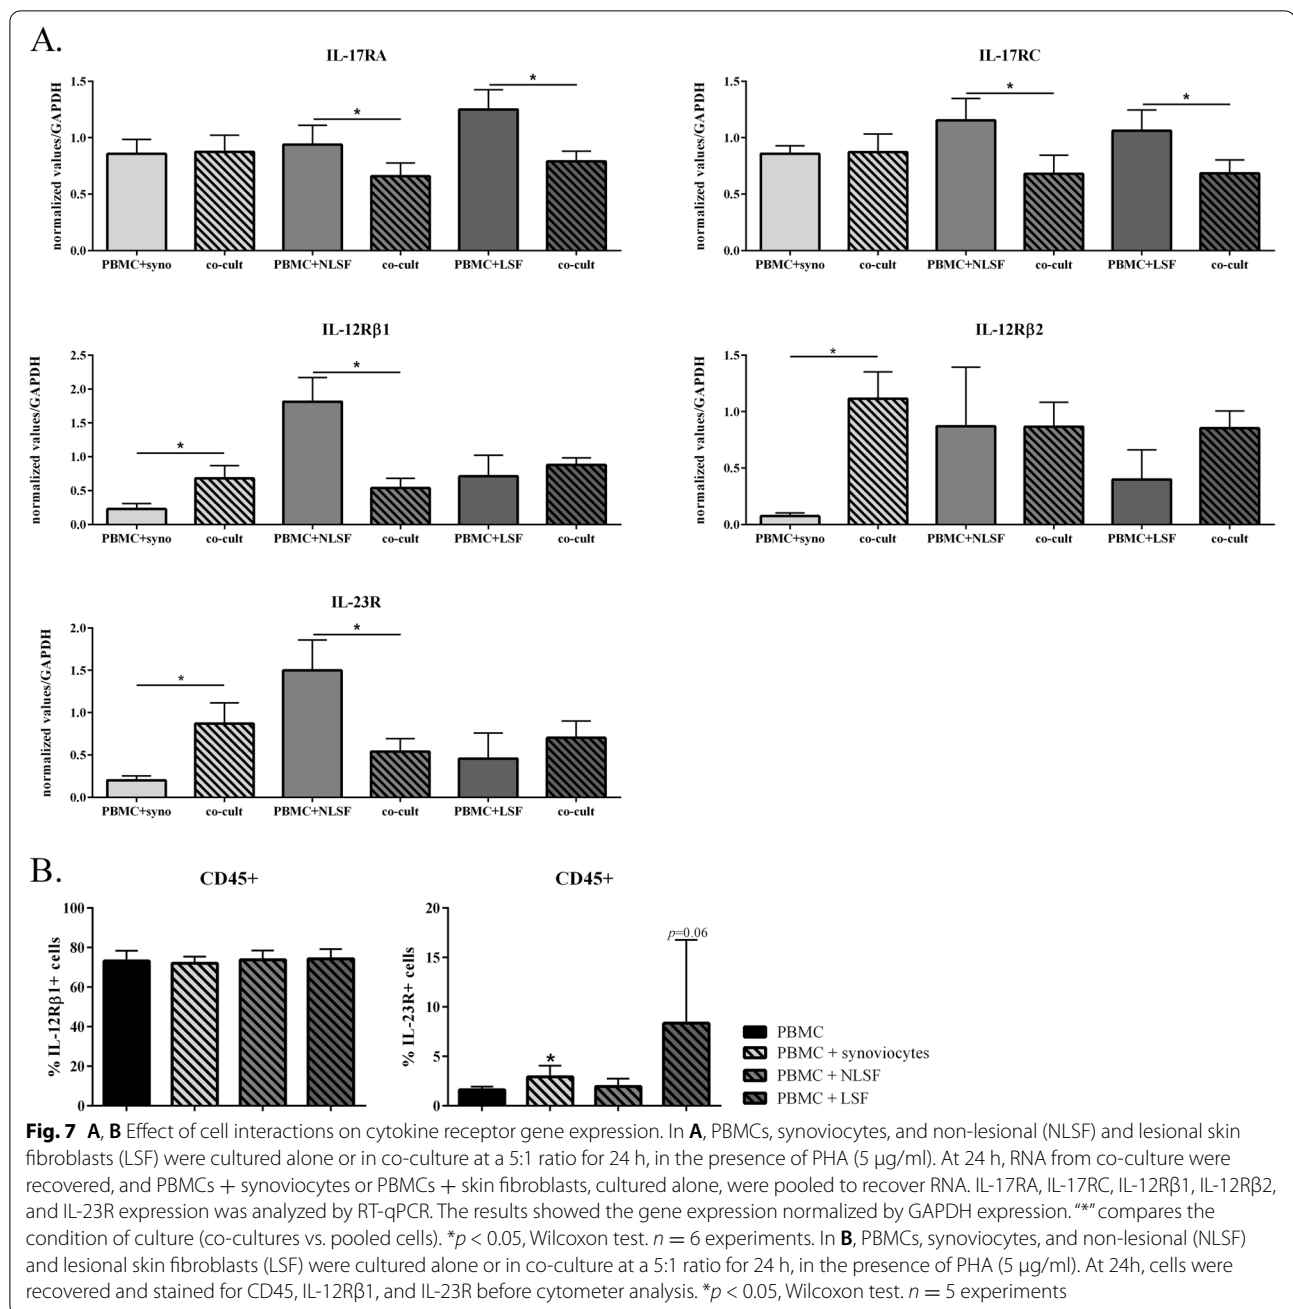 A.
IL-17RA
normalized values/GAPDH
1.5
1.0
0.5
0.0
*
*
PBMC+syno co-cult PBMC+NLSF co-cult PBMC+LSF co-cult
IL-17RC
normalized values/GAPDH
1.5
1.0
0.5
0.0
*
*
PBMC+syno co-cult PBMC+NLSF co-cult PBMC+LSF co-cult
IL-12Rβ1
normalized values/GAPDH
2.5
2.0
1.5
1.0
0.5
0.0
*
*
PBMC+syno co-cult PBMC+NLSF co-cult PBMC+LSF co-cult
IL-12Rβ2
normalized values/GAPDH
1.5
1.0
0.5
0.0
*
PBMC+syno co-cult PBMC+NLSF co-cult PBMC+LSF co-cult
IL-23R
normalized values/GAPDH
2.0
1.5
1.0
0.5
0.0
*
*
PBMC+syno co-cult PBMC+NLSF co-cult PBMC+LSF co-cult
B.
CD45+
% IL-12Rβ1+ cells
100
80
60
40
20
0
CD45+
% IL-23R+ cells
20
15
10
5
0
*
p=0.06
PBMC
PBMC + synoviocytes
PBMC + NLSF
PBMC + LSF
Fig. 7 A, B Effect of cell interactions on cytokine receptor gene expression. In A, PBMCs, synoviocytes, and non-lesional (NLSF) and lesional skin
fibroblasts (LSF) were cultured alone or in co-culture at a 5:1 ratio for 24 h, in the presence of PHA (5 µg/ml). At 24 h, RNA from co-culture were
recovered, and PBMCs + synoviocytes or PBMCs + skin fibroblasts, cultured alone, were pooled to recover RNA. IL-17RA, IL-17RC, IL-12Rβ1, IL-12Rβ2,
and IL-23R expression was analyzed by RT-qPCR. The results showed the gene expression normalized by GAPDH expression. “*” compares the
condition of culture (co-cultures vs. pooled cells). *p < 0.05, Wilcoxon test. n = 6 experiments. In B, PBMCs, synoviocytes, and non-lesional (NLSF)
and lesional skin fibroblasts (LSF) were cultured alone or in co-culture at a 5:1 ratio for 24 h, in the presence of PHA (5 µg/ml). At 24h, cells were
recovered and stained for CD45, IL-12Rβ1, and IL-23R before cytometer analysis. *p < 0.05, Wilcoxon test. n = 5 experiments